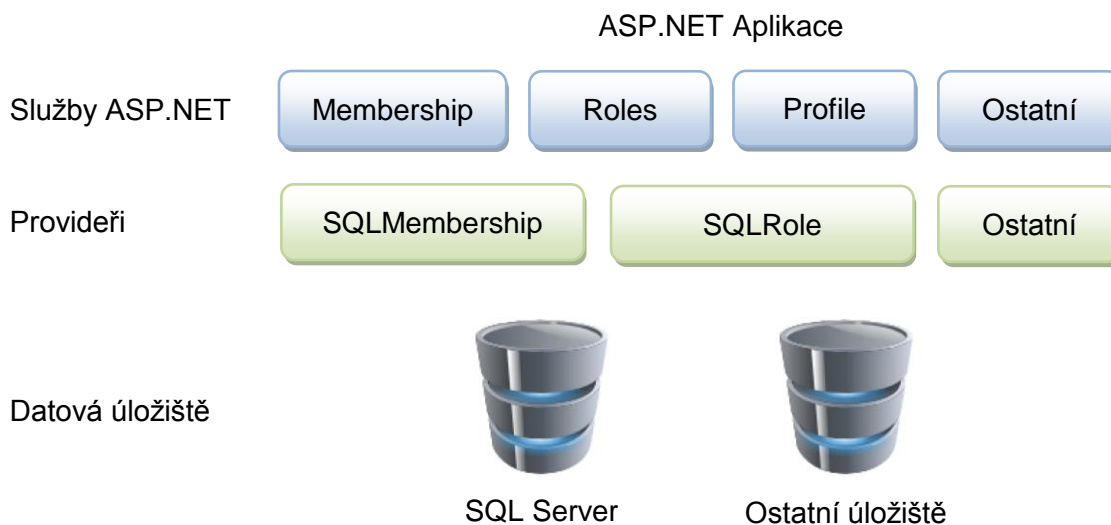 ASP.NET Aplikace
Služby ASP.NET
Membership
Roles
Profile
Ostatní
Provideři
SQLMembership
SQLRole
Ostatní
Datová úložiště
SQL Server
Ostatní úložiště